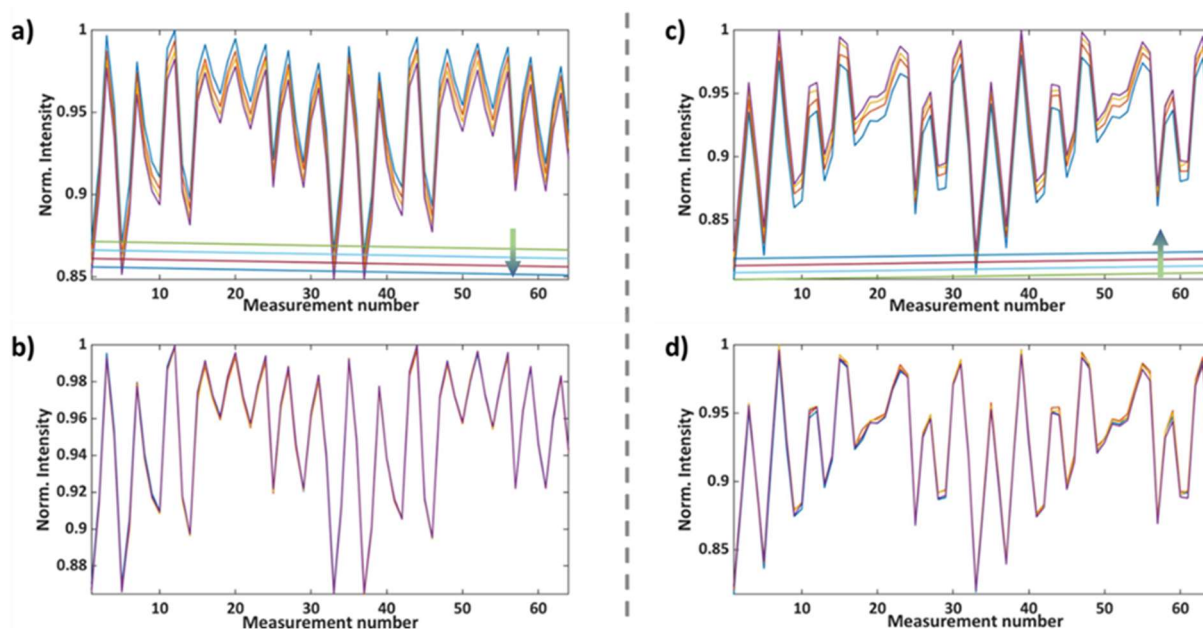 a)
Norm. Intensity
1
0.95
0.9
0.85
10 20 30 40 50 60
Measurement number
c)
Norm. Intensity
1
0.95
0.9
0.85
10 20 30 40 50 60
Measurement number
b)
Norm. Intensity
1
0.98
0.96
0.94
0.92
0.9
0.88
10 20 30 40 50 60
Measurement number
d)
Norm. Intensity
1
0.95
0.9
0.85
10 20 30 40 50 60
Measurement number